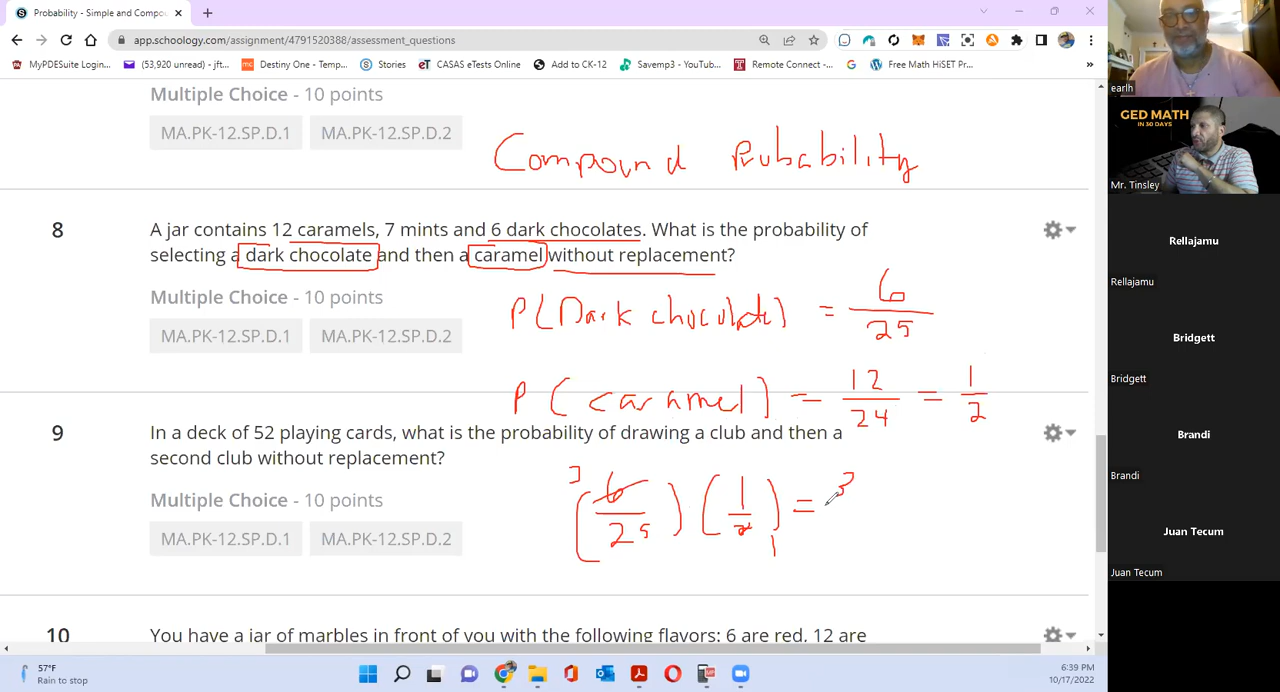 Probability - Simple and Compou
app.schoology.com/assignment/4791520388/assessment_questions
MyPDESuite Login...
(53,920 unread) - jft...
Destiny One - Temp...
Stories
CASAS eTests Online
Add to CK-12
Savemp3 - YouTub...
Remote Connect -...
Free Math HiSET Pr...
»
Multiple Choice - 10 points
MA.PK-12.SP.D.1
MA.PK-12.SP.D.2
Compound Probability
8
A jar contains 12 caramels, 7 mints and 6 dark chocolates. What is the probability of
selecting a dark chocolate and then a caramel without replacement?
Multiple Choice - 10 points
MA.PK-12.SP.D.1
MA.PK-12.SP.D.2
P(Dark chocolate) = 6/25
P(caramel) = 12/24 = 1/2
9
In a deck of 52 playing cards, what is the probability of drawing a club and then a
second club without replacement?
Multiple Choice - 10 points
MA.PK-12.SP.D.1
MA.PK-12.SP.D.2
3 (6/25) (1/2) 1 = 3
10
You have a jar of marbles in front of you with the following flavors: 6 are red, 12 are
earlh
GED MATH
IN 30 DAYS
Mr. Tinsley
Rellajamu
Rellajamu
Bridgett
Bridgett
Brandi
Brandi
Juan Tecum
Juan Tecum
57°F
Rain to stop
6:39 PM
10/17/2022